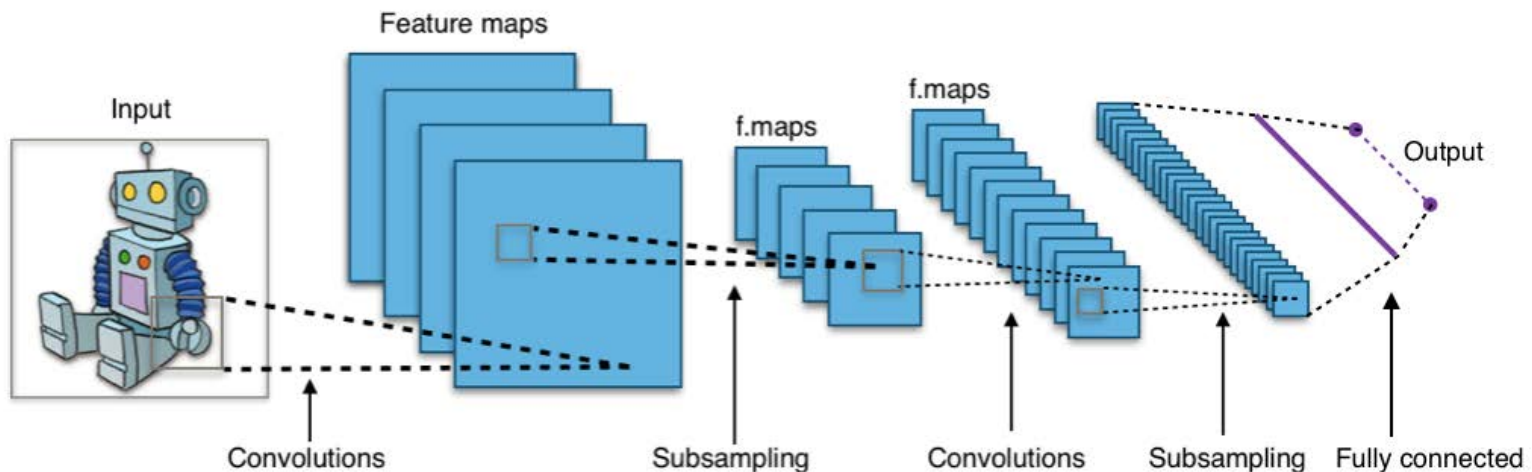 Feature maps
f.maps
Input
f.maps
Output
Convolutions
Subsampling
Convolutions
Subsampling
Fully connected